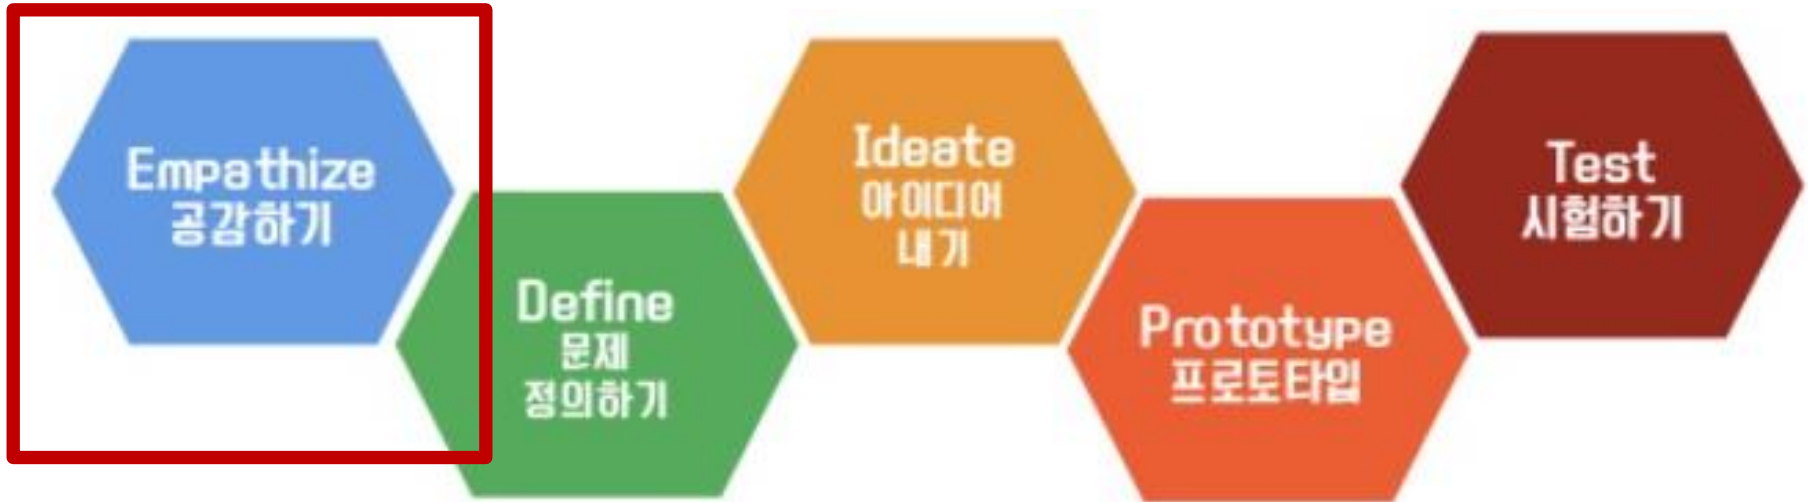 Empathize
공감하기
Define
문제
정의하기
Ideate
아이디어
내기
Prototype
프로토타입
Test
시험하기